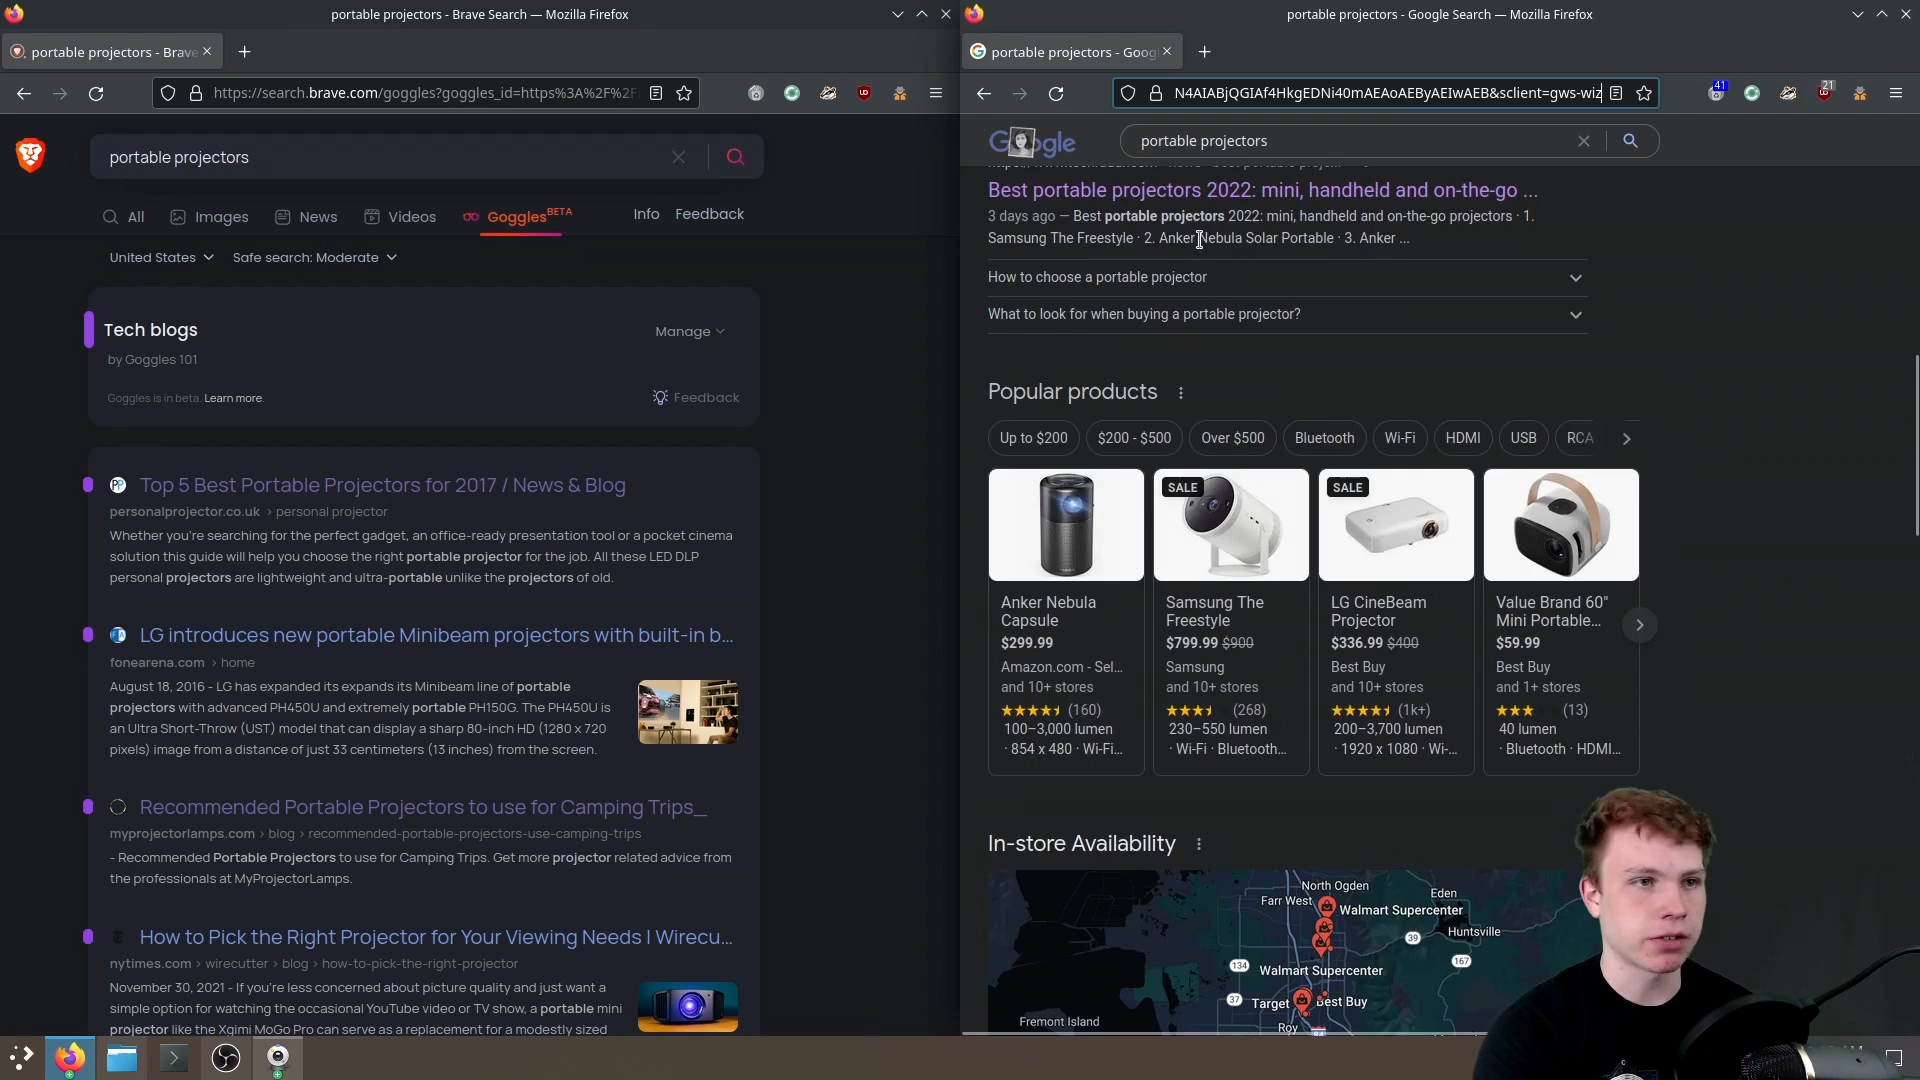 portable projectors - Brave Search — Mozilla Firefox
portable projectors - Brave
https://search.brave.com/goggles?goggles_id=https%3A%2F%2F
portable projectors
All
Images
News
Videos
Goggles BETA
Info
Feedback
United States
Safe search: Moderate
Tech blogs
Manage
by Goggles 101
Goggles is in beta. Learn more.
Feedback
Top 5 Best Portable Projectors for 2017 / News & Blog
personalprojector.co.uk › personal projector
Whether you're searching for the perfect gadget, an office-ready presentation tool or a pocket cinema
solution this guide will help you choose the right portable projector for the job. All these LED DLP
personal projectors are lightweight and ultra-portable unlike the projectors of old.
LG introduces new portable Minibeam projectors with built-in b...
fonearena.com › home
August 18, 2016 - LG has expanded its expands its Minibeam line of portable
projectors with advanced PH450U and extremely portable PH150G. The PH450U is
an Ultra Short-Throw (UST) model that can display a sharp 80-inch HD (1280 x 720
pixels) image from a distance of just 33 centimeters (13 inches) from the screen.
Recommended Portable Projectors to use for Camping Trips_
myprojectorlamps.com › blog › recommended-portable-projectors-use-camping-trips
- Recommended Portable Projectors to use for Camping Trips. Get more projector related advice from
the professionals at MyProjectorLamps.
How to Pick the Right Projector for Your Viewing Needs | Wirecu...
nytimes.com › wirecutter › blog › how-to-pick-the-right-projector
November 30, 2021 - If you're less concerned about picture quality and just want a
simple option for watching the occasional YouTube video or TV show, a portable mini
projector like the Xgimi MoGo Pro can serve as a replacement for a modestly sized
portable projectors - Google Search — Mozilla Firefox
portable projectors - Goog
N4AIABjQGIAf4HkgEDNi40mAEAoAEByAEIwAEB&sclient=gws-wiz
41
21
Google
portable projectors
Best portable projectors 2022: mini, handheld and on-the-go ...
3 days ago — Best portable projectors 2022: mini, handheld and on-the-go projectors · 1.
Samsung The Freestyle · 2. Anker Nebula Solar Portable · 3. Anker ...
How to choose a portable projector
What to look for when buying a portable projector?
Popular products
Up to $200
$200 - $500
Over $500
Bluetooth
Wi-Fi
HDMI
USB
RCA
SALE
SALE
Anker Nebula
Capsule
$299.99
Amazon.com - Sel...
and 10+ stores
(160)
100–3,000 lumen
· 854 x 480 · Wi-Fi...
Samsung The
Freestyle
$799.99 $900
Samsung
and 10+ stores
(268)
230–550 lumen
· Wi-Fi · Bluetooth...
LG CineBeam
Projector
$336.99 $400
Best Buy
and 10+ stores
(1k+)
200–3,700 lumen
· 1920 x 1080 · Wi-...
Value Brand 60"
Mini Portable...
$59.99
Best Buy
and 1+ stores
(13)
40 lumen
· Bluetooth · HDMI...
In-store Availability
North Ogden
Eden
Farr West
Walmart Supercenter
Huntsville
39
167
134
Walmart Supercenter
37
Target
Best Buy
Fremont Island
Roy
84